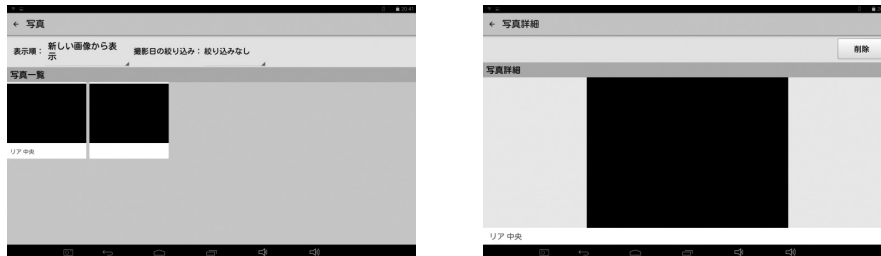 20:41
← 写真
表示順： 新しい画像から表示
撮影日の絞り込み： 絞り込みなし
写真一覧
リア 中央
← 写真詳細
削除
写真詳細
リア 中央